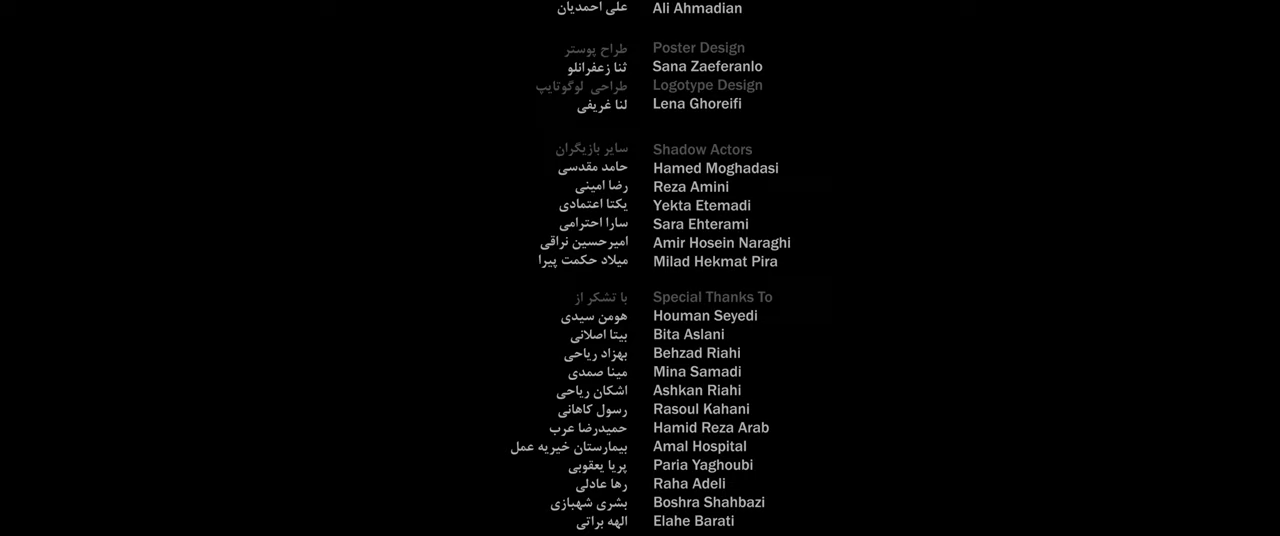 علی احمدیان Ali Ahmadian
طراح پوستر Poster Design
ثنا زعفرانلو Sana Zaeferanlo
طراحی لوگوتایپ Logotype Design
لنا غریفی Lena Ghoreifi
سایر بازیگران Shadow Actors
حامد مقدسی Hamed Moghadasi
رضا امینی Reza Amini
یکتا اعتمادی Yekta Etemadi
سارا احترامی Sara Ehterami
امیرحسین نراقی Amir Hosein Naraghi
میلاد حکمت پیرا Milad Hekmat Pira
با تشکر از Special Thanks To
هومن سیدی Houman Seyedi
بیتا اصلانی Bita Aslani
بهزاد ریاحی Behzad Riahi
مینا صمدی Mina Samadi
اشکان ریاحی Ashkan Riahi
رسول کاهانی Rasoul Kahani
حمیدرضا عرب Hamid Reza Arab
بیمارستان خیریه عمل Amal Hospital
پریا یعقوبی Paria Yaghoubi
رها عادلی Raha Adeli
بشری شهبازی Boshra Shahbazi
الهه براتی Elahe Barati